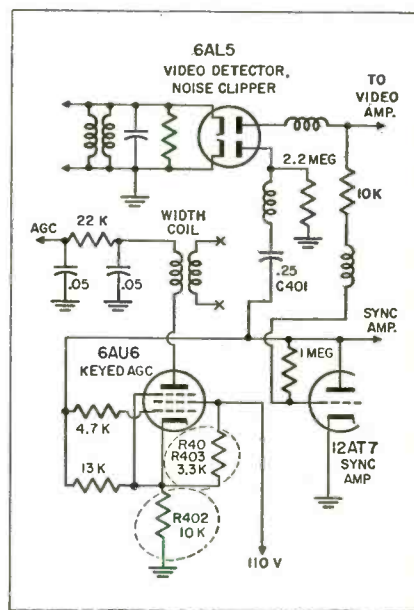 6AL5
VIDEO DETECTOR,
NOISE CLIPPER
TO
VIDEO
AMP.
2.2 MEG
10K
AGC
22 K
WIDTH
COIL
.05
.05
.25
C401
SYNC
AMP.
6AU6
KEYED AGC
1 MEG
4.7K
R40
R403
3.3K
12AT7
SYNC
AMP
13 K
R402
10 K
110 V